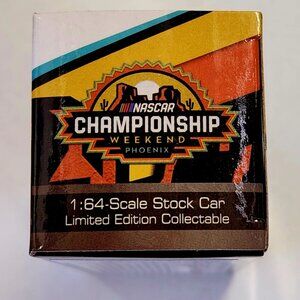 NASCAR
CHAMPIONSHIP
WEEKEND
PHOENIX
1:64-Scale Stock Car
Limited Edition Collectable